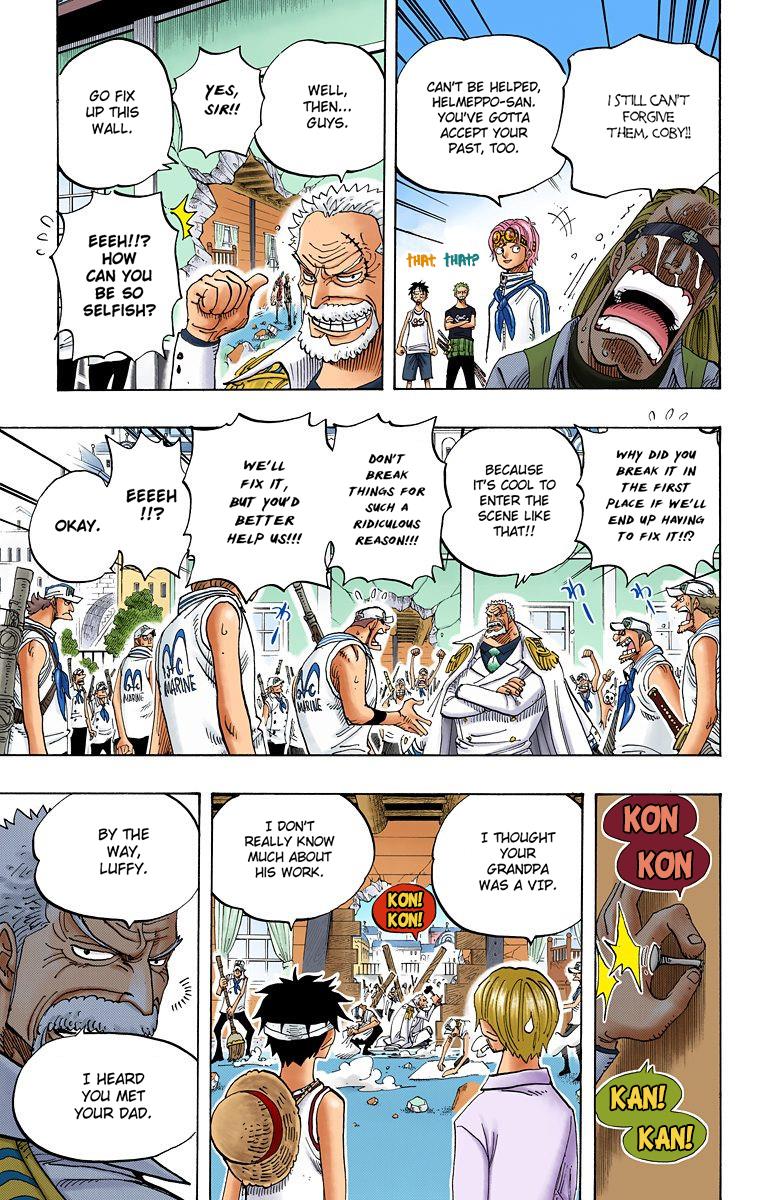 I STILL CAN'T
FORGIVE
THEM, COBY!!
CAN'T BE HELPED,
HELMEPPO-SAN.
YOU'VE GOTTA
ACCEPT YOUR
PAST, TOO.
THAT THAT?
WELL,
THEN...
GUYS.
YES,
SIR!!
GO FIX
UP THIS
WALL.
EEEH!!?
HOW
CAN YOU
BE SO
SELFISH?
WHY DID YOU
BREAK IT IN
THE FIRST
PLACE IF WE'LL
END UP HAVING
TO FIX IT!!?
BECAUSE
IT'S COOL TO
ENTER THE
SCENE LIKE
THAT!!
DON'T
BREAK
THINGS FOR
SUCH A
RIDICULOUS
REASON!!!
WE'LL
FIX IT,
BUT YOU'D
BETTER
HELP US!!!
EEEEH
!!?
OKAY.
わー
わー
MARINE
MARINE
MARINE
KON
KON
KAN!
KAN!
I THOUGHT
YOUR
GRANDPA
WAS A VIP.
I DON'T
REALLY KNOW
MUCH ABOUT
HIS WORK.
KON!
KON!
BY THE
WAY,
LUFFY.
I HEARD
YOU MET
YOUR DAD.